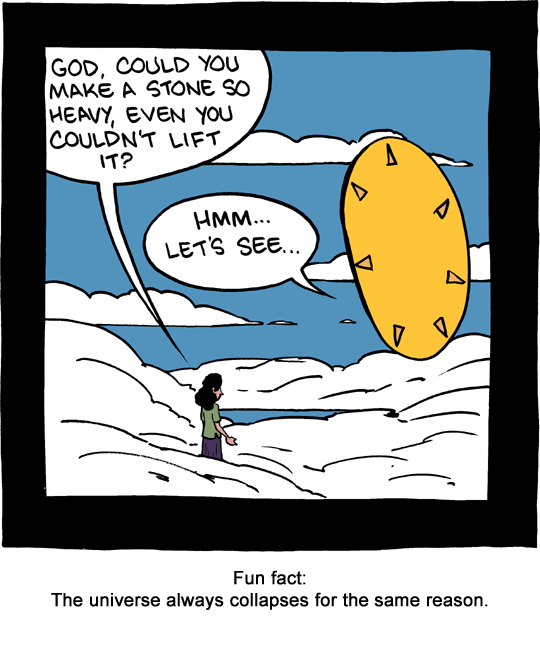 GOD, COULD YOU
MAKE A STONE SO
HEAVY, EVEN YOU
COULDN'T LIFT
IT?
HMM...
LET'S SEE...
Fun fact:
The universe always collapses for the same reason.